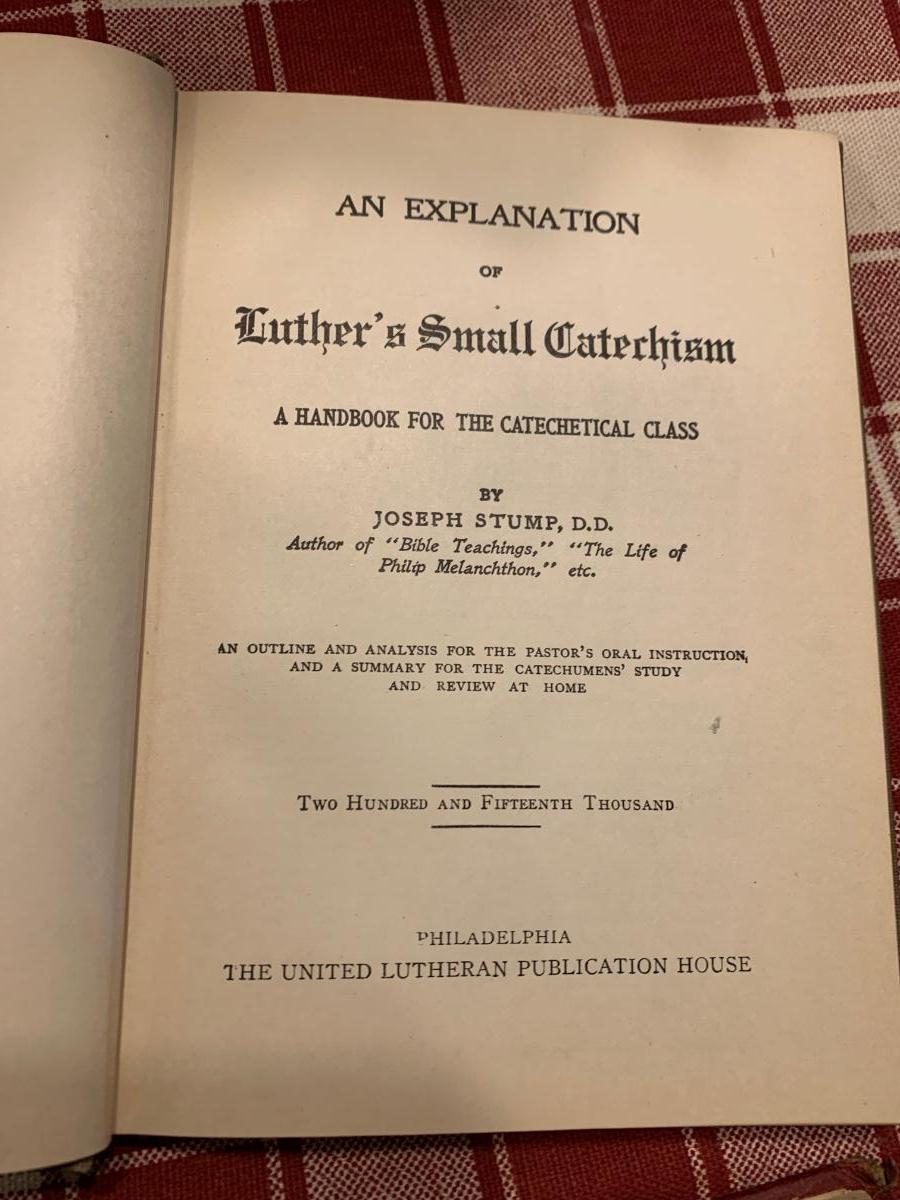 AN EXPLANATION
OF
Luther's Small Catechism
A HANDBOOK FOR THE CATECHETICAL CLASS
BY
JOSEPH STUMP, D.D.
Author of "Bible Teachings," "The Life of
Philip Melanchthon," etc.
AN OUTLINE AND ANALYSIS FOR THE PASTOR'S ORAL INSTRUCTION,
AND A SUMMARY FOR THE CATECHUMENS' STUDY
AND REVIEW AT HOME
TWO HUNDRED AND FIFTEENTH THOUSAND
PHILADELPHIA
THE UNITED LUTHERAN PUBLICATION HOUSE